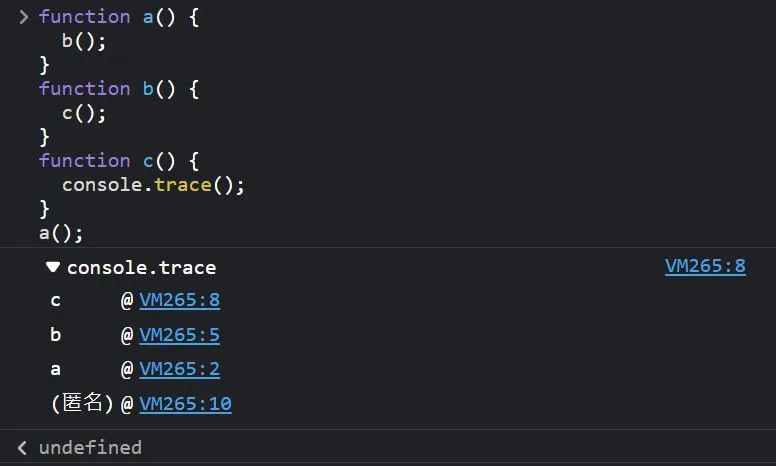 function a() {
  b();
}
function b() {
  c();
}
function c() {
  console.trace();
}
a();
console.trace VM265:8
c @ VM265:8
b @ VM265:5
a @ VM265:2
(匿名) @ VM265:10
undefined